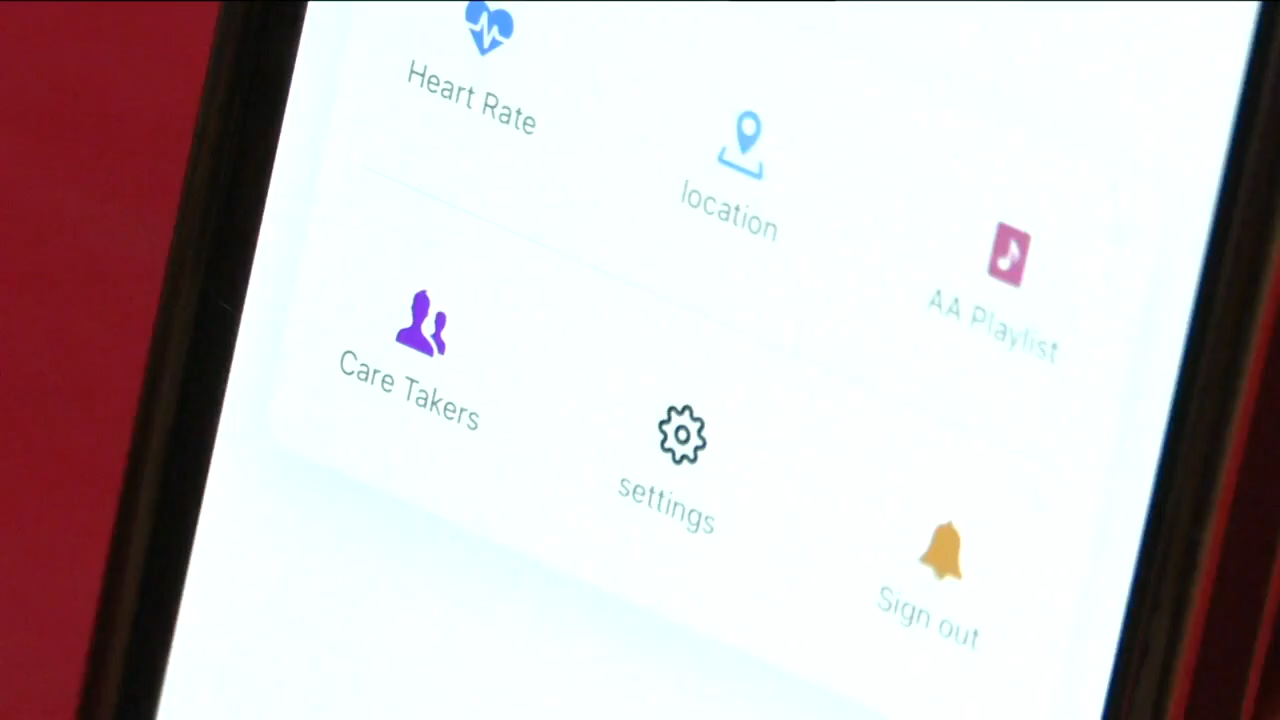 Heart Rate
location
AA Playlist
Care Takers
settings
Sign out